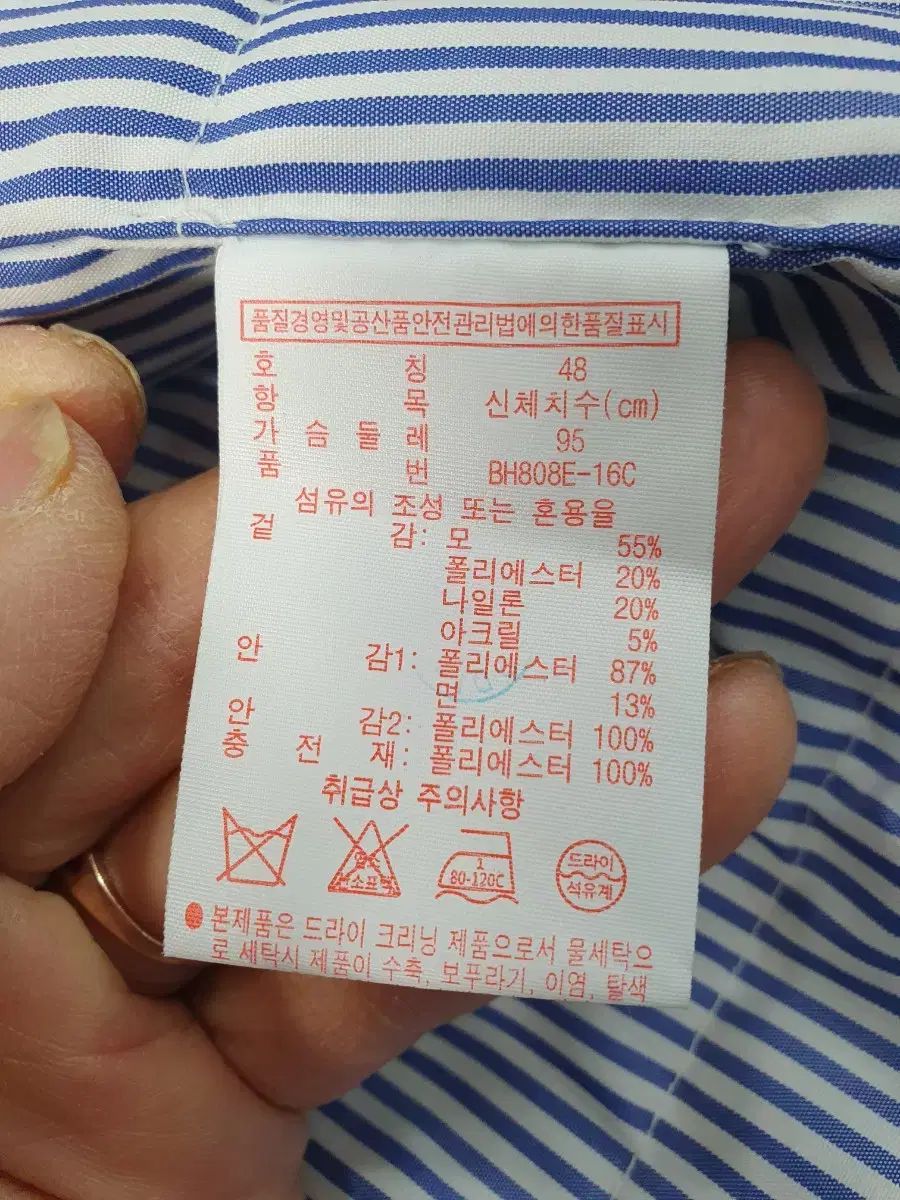 품질경영및공산품안전관리법에의한품질표시
호 칭 48
항 목 신체치수(cm)
가 슴 둘 레 95
품 번 BH808E-16C
섬유의 조성 또는 혼용율
겉 감: 모 55%
폴리에스터 20%
나일론 20%
아크릴 5%
안 감1: 폴리에스터 87%
면 13%
안 감2: 폴리에스터 100%
충 전 재: 폴리에스터 100%
취급상 주의사항
1
80-120C
드라이
석유계
●본제품은 드라이 크리닝 제품으로서 물세탁으
로 세탁시 제품이 수축, 보푸라기, 이염, 탈색